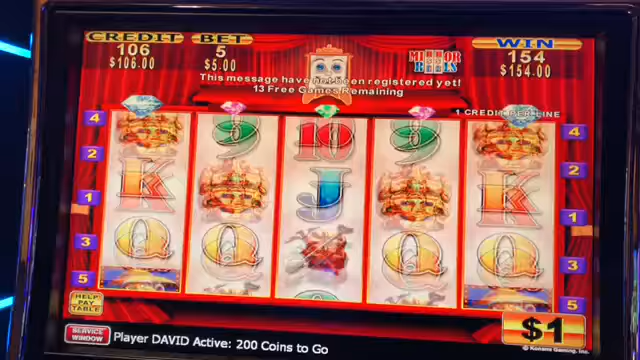 CREDIT
106
$106.00
BET
5
$5.00
MIRROR
REELS
WIN
154
$154.00
This message have not been registered yet!
13 Free Games Remaining
1 CREDIT PER LINE
4 9 10 9 4
2 2
1 K J K 1
3 Q Q Q 3
5 5
HELP
PAY
TABLE
$1
SERVICE
WINDOW
Player DAVID Active: 200 Coins to Go
© Konami Gaming, Inc.